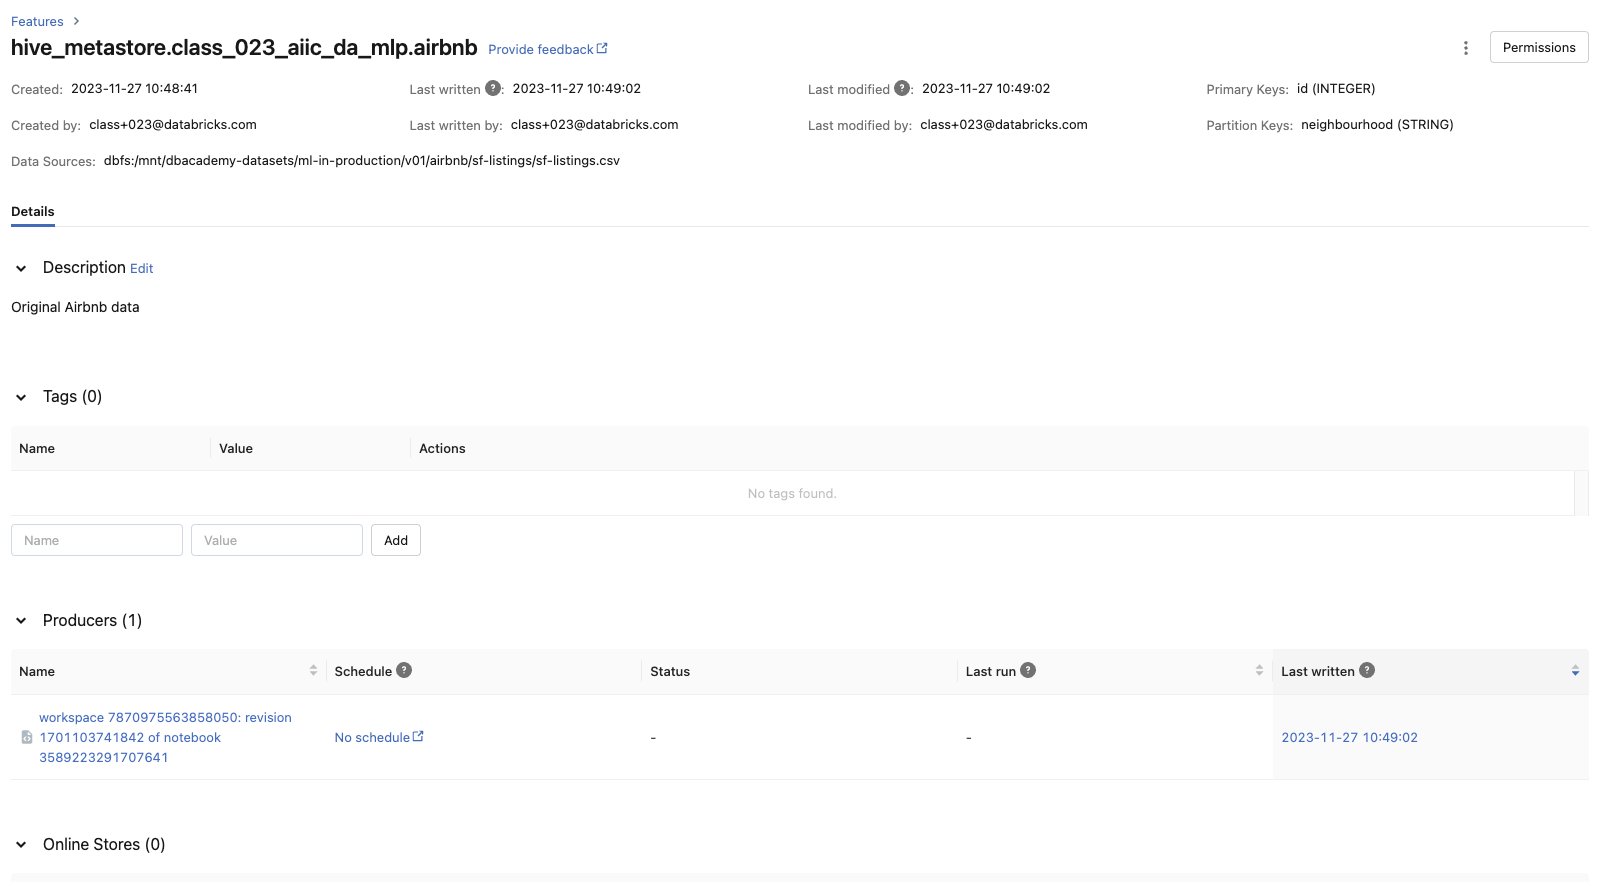 Features >
hive_metastore.class_023_aiic_da_mlp.airbnb Provide feedback
Permissions
Created: 2023-11-27 10:48:41 Last written ?: 2023-11-27 10:49:02 Last modified ?: 2023-11-27 10:49:02 Primary Keys: id (INTEGER)
Created by: class+023@databricks.com Last written by: class+023@databricks.com Last modified by: class+023@databricks.com Partition Keys: neighbourhood (STRING)
Data Sources: dbfs:/mnt/dbacademy-datasets/ml-in-production/v01/airbnb/sf-listings/sf-listings.csv
Details
Description Edit
Original Airbnb data
Tags (0)
Name Value Actions
No tags found.
Name Value Add
Producers (1)
Name Schedule ? Status Last run ? Last written ?
workspace 7870975563858050: revision
1701103741842 of notebook
3589223291707641
No schedule - - 2023-11-27 10:49:02
Online Stores (0)